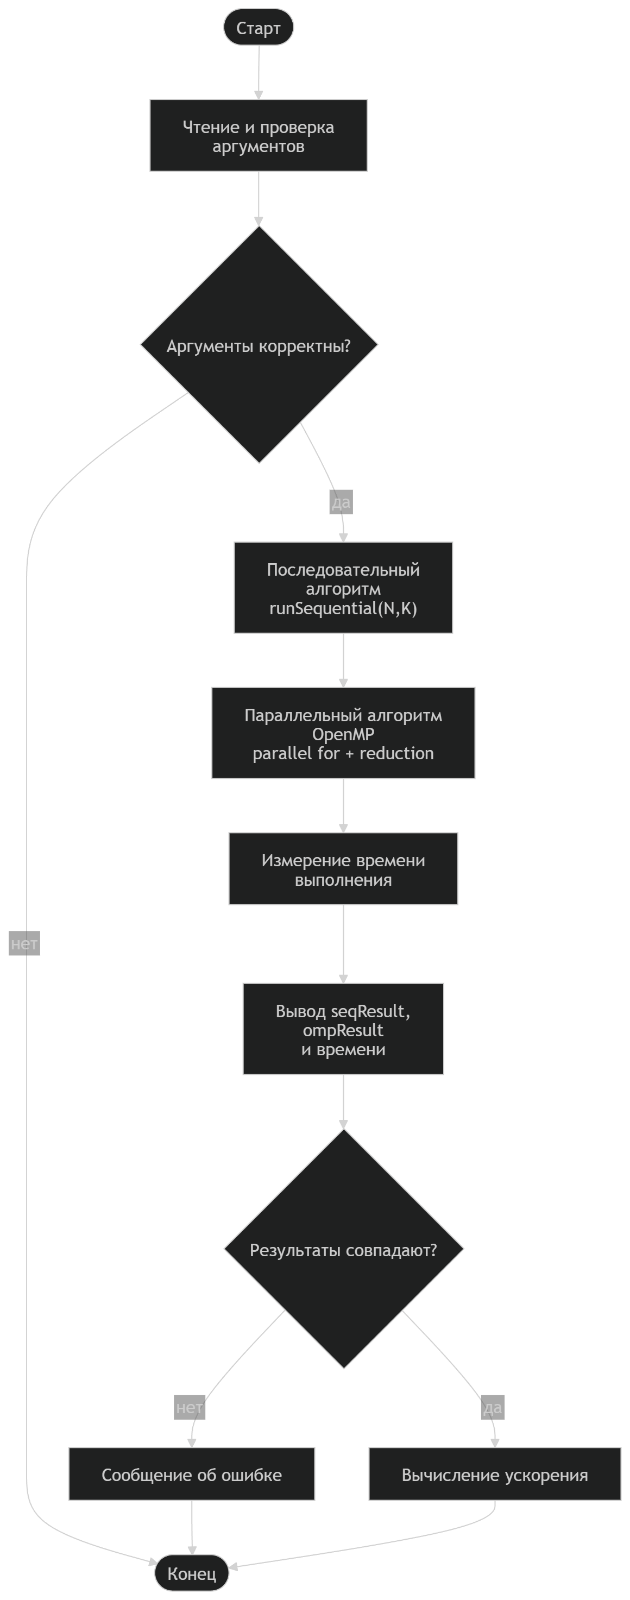 Старт
Чтение и проверка
аргументов
Аргументы корректны?
да
Последовательный
алгоритм
runSequential(N,K)
Параллельный алгоритм
OpenMP
parallel for + reduction
Измерение времени
выполнения
нет
Вывод seqResult,
ompResult
и времени
Результаты совпадают?
нет
да
Сообщение об ошибке
Вычисление ускорения
Конец